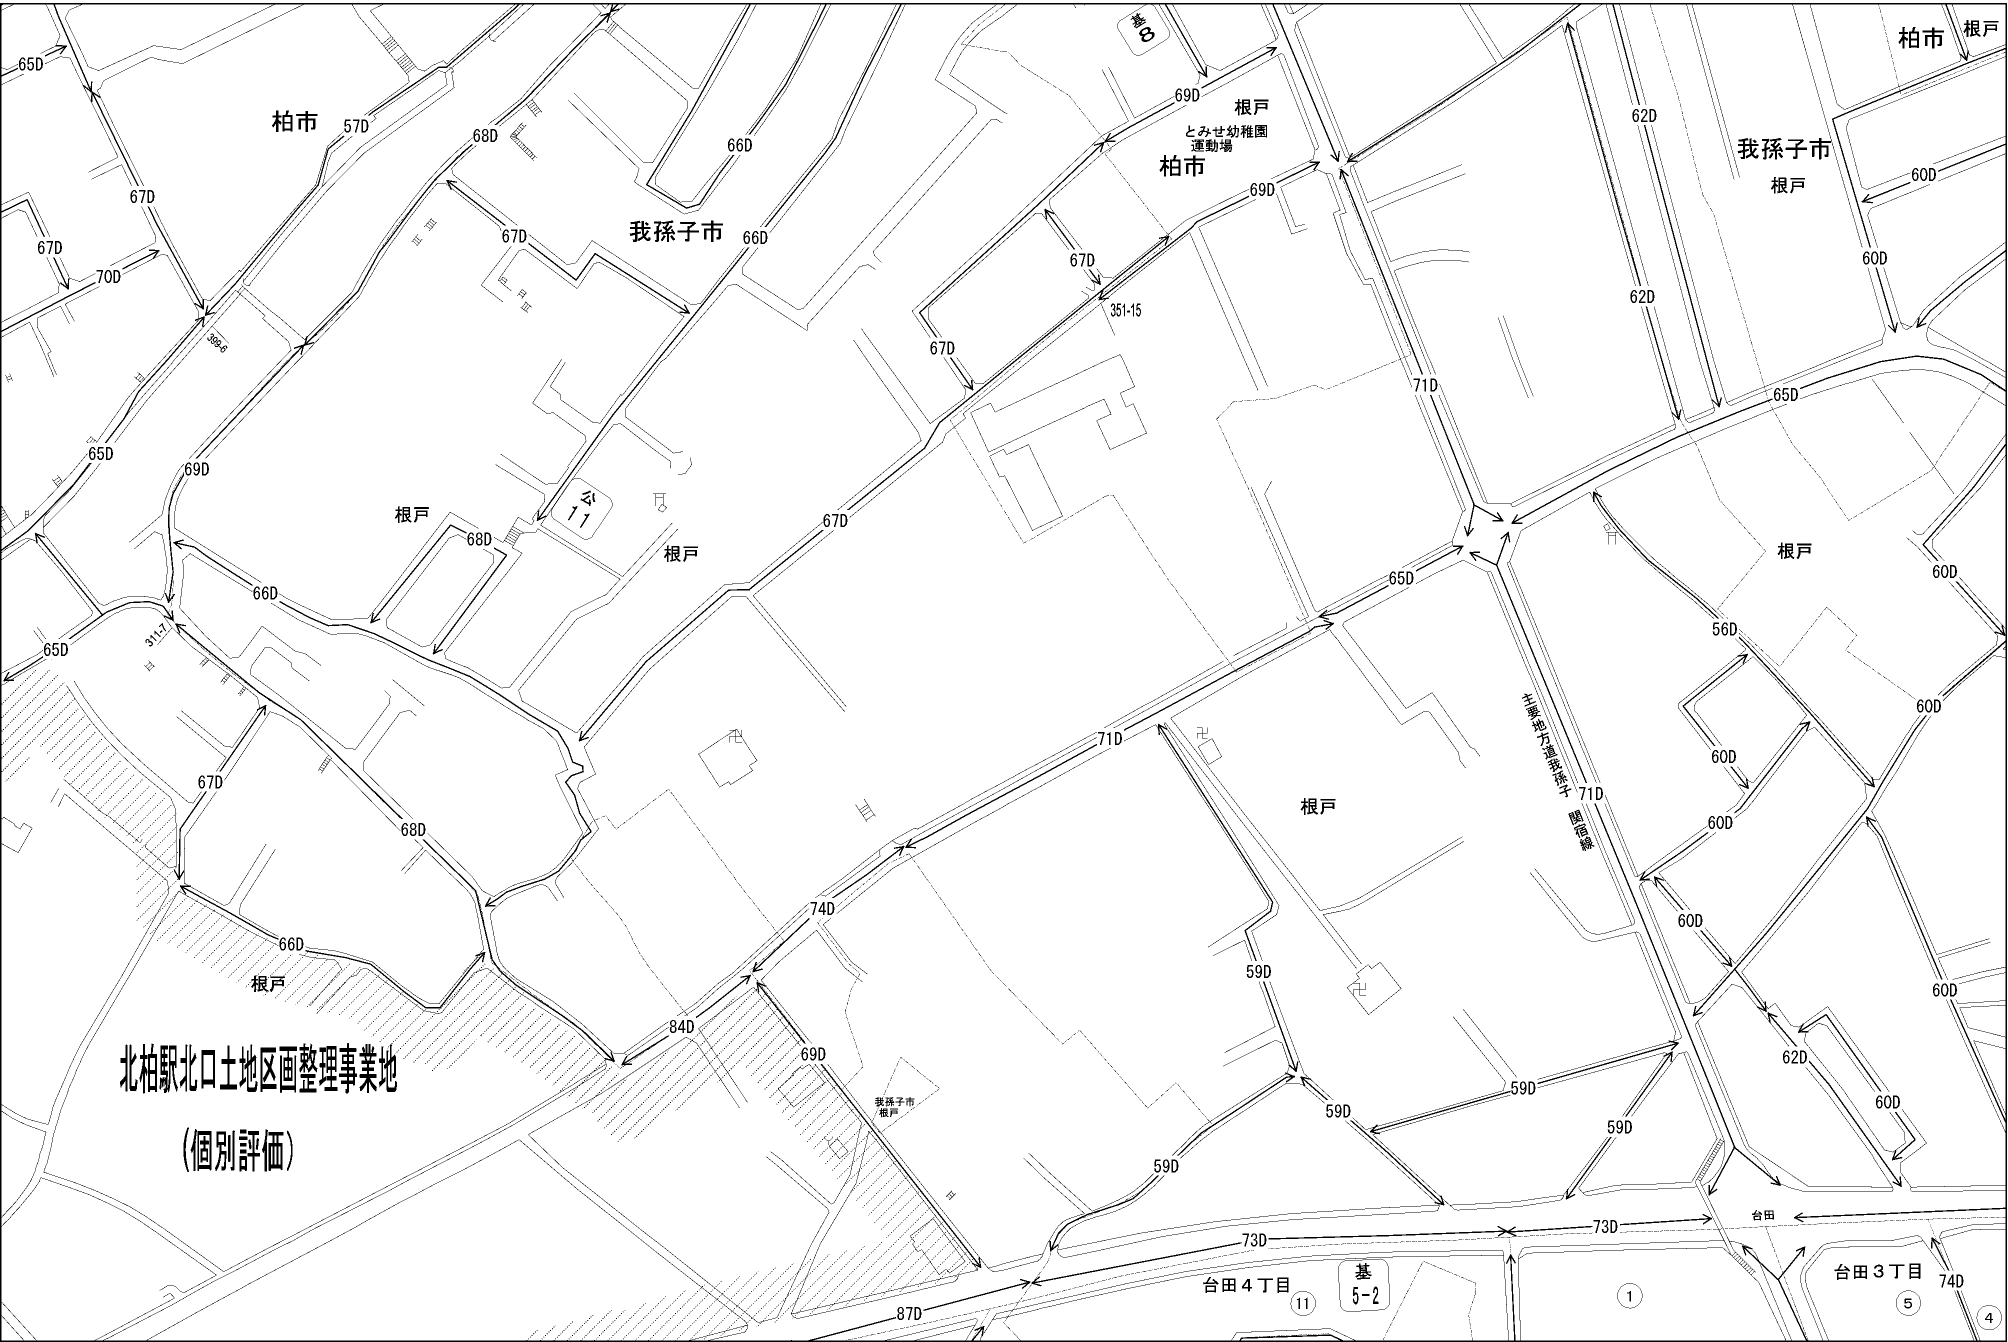 基
8
柏市
根戸
65D
69D
根戸
62D
柏市
57D
68D
66D
とみせ幼稚園
運動場
柏市
我孫子市
60D
根戸
67D
69D
我孫子市
66D
67D
67D
67D
60D
70D
62D
351-15
399-6
67D
71D
65D
65D
69D
公
11
根戸
68D
67D
根戸
根戸
66D
65D
60D
311-7
65D
56D
60D
主要地方道我孫子 関宿線
71D
60D
67D
根戸
71D
60D
68D
74D
60D
66D
59D
根戸
60D
84D
69D
62D
北柏駅北口土地区画整理事業地
(個別評価)
59D
我孫子市
根戸
59D
60D
59D
59D
台田
73D
73D
台田4丁目
基
5-2
台田3丁目
74D
87D
11
1
5
4